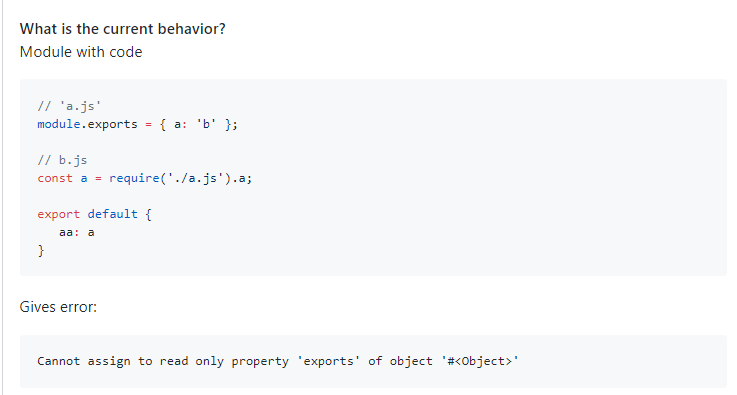 What is the current behavior?
Module with code
// 'a.js'
module.exports = { a: 'b' };
// b.js
const a = require('./a.js').a;
export default {
aa: a
}
Gives error:
Cannot assign to read only property 'exports' of object '#<Object>'